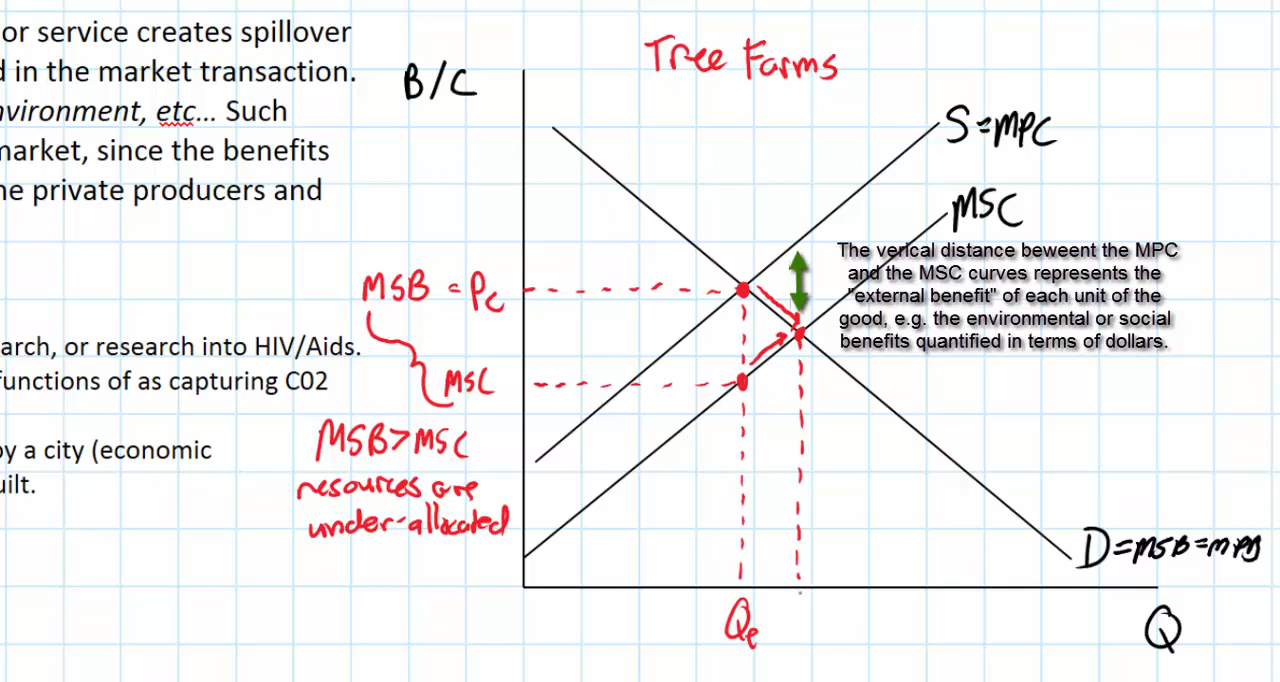 or service creates spillover
d in the market transaction.
nvironment, etc... Such
market, since the benefits
he private producers and
arch, or research into HIV/Aids.
functions of as capturing C02
by a city (economic
uilt.
Tree Farms
B/C
S=MPC
MSC
The verical distance beweent the MPC
and the MSC curves represents the
"external benefit" of each unit of the
good, e.g. the environmental or social
benefits quantified in terms of dollars.
MSB = Pc
MSC
MSB>MSC
resources are
under-allocated
D=MSB=MPB
Qe
Q